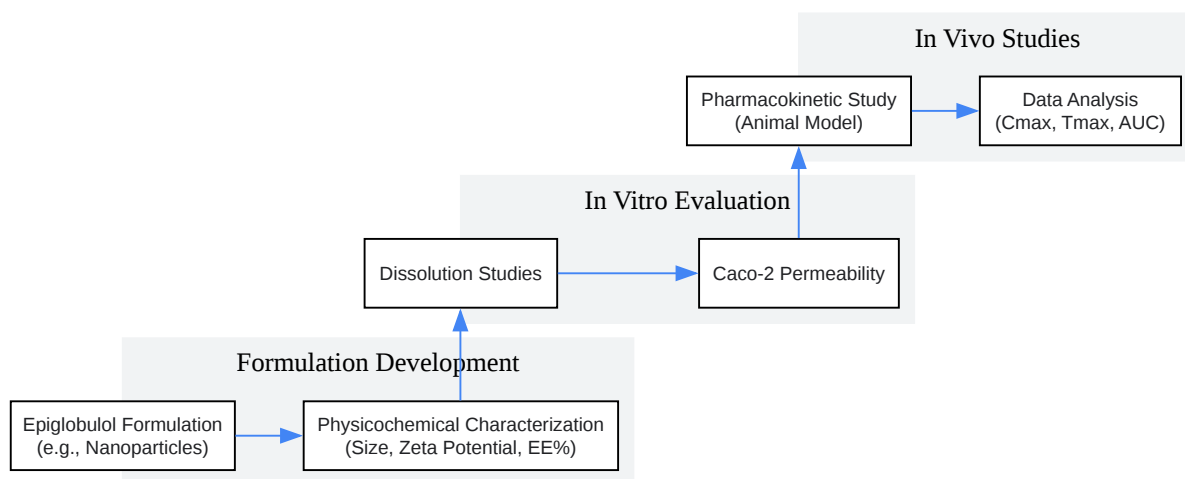 In Vivo Studies
Pharmacokinetic Study
(Animal Model)
Data Analysis
(Cmax, Tmax, AUC)
In Vitro Evaluation
Dissolution Studies
Caco-2 Permeability
Formulation Development
Epiglobulol Formulation
(e.g., Nanoparticles)
Physicochemical Characterization
(Size, Zeta Potential, EE%)